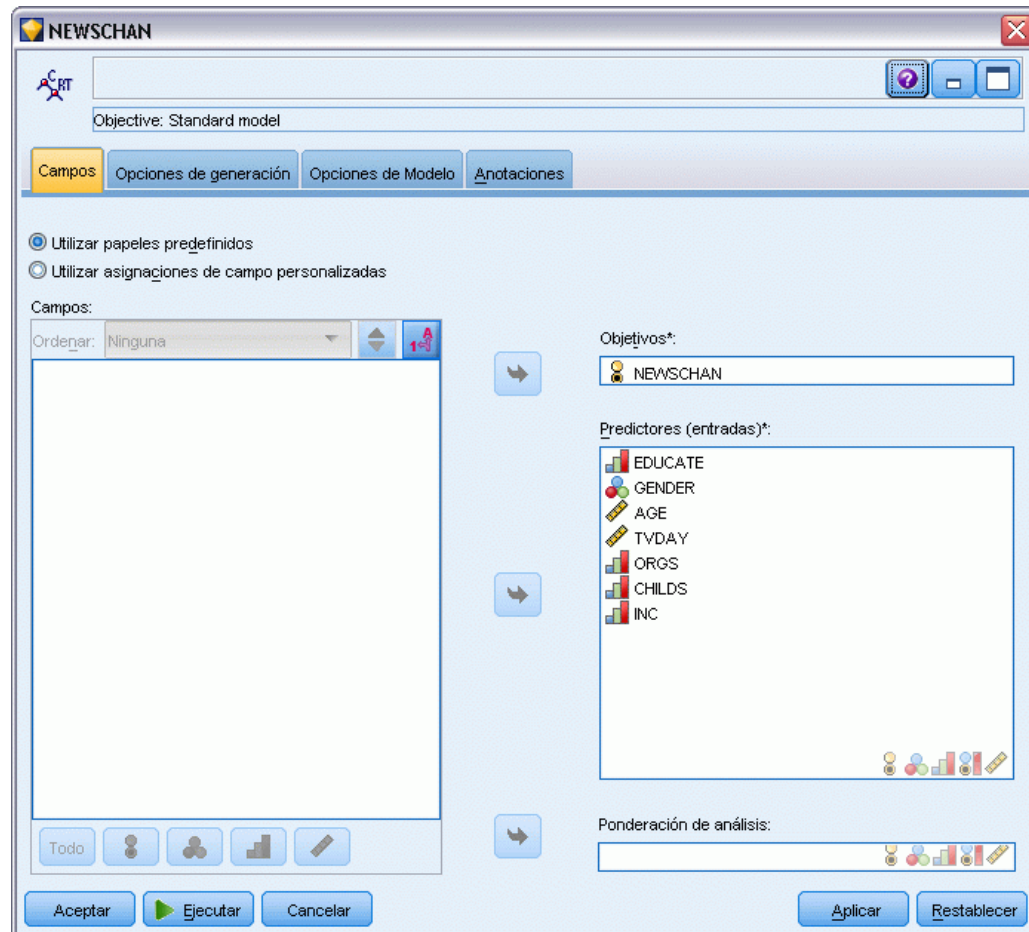 NEWSCHAN
C RT
Objective: Standard model
Campos
Opciones de generación
Opciones de Modelo
Anotaciones
Utilizar papeles predefinidos
Utilizar asignaciones de campo personalizadas
Campos:
Ordenar: Ninguna
Objetivos*:
NEWSCHAN
Predictores (entradas)*:
EDUCATE
GENDER
AGE
TVDAY
ORGS
CHILDS
INC
Todo
Ponderación de análisis:
Aceptar
Ejecutar
Cancelar
Aplicar
Restablecer